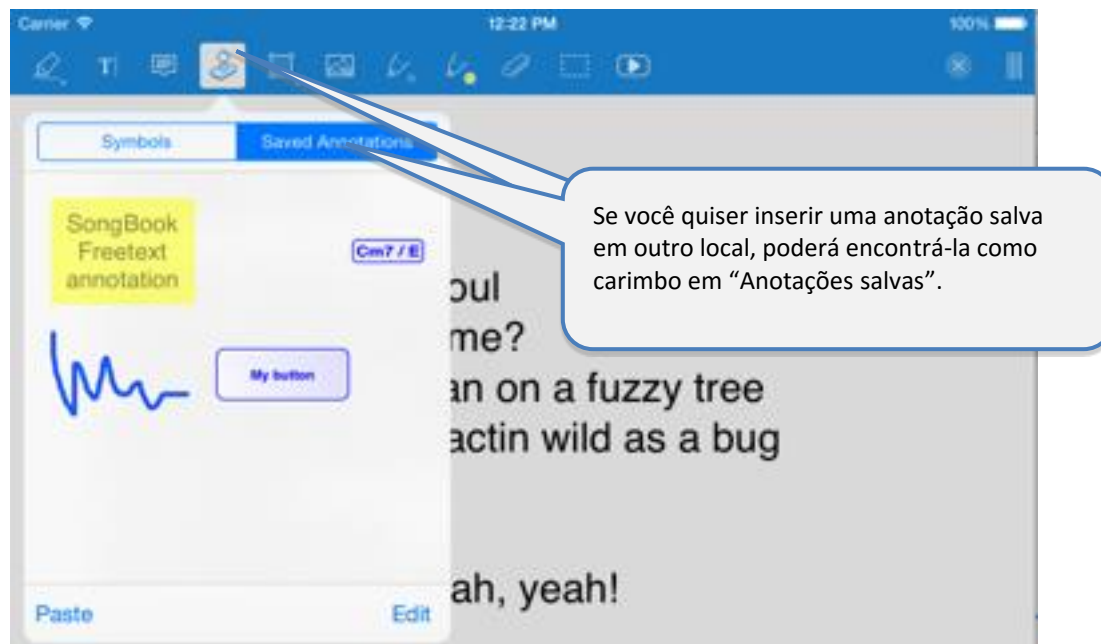 Carrier 12:22 PM 100%
T
Symbols Saved Annotations
SongBook
Freetext
annotation
Cm7 / E
My button
Paste Edit
Se você quiser inserir uma anotação salva
em outro local, poderá encontrá-la como
carimbo em “Anotações salvas”.
oul
me?
an on a fuzzy tree
actin wild as a bug
ah, yeah!